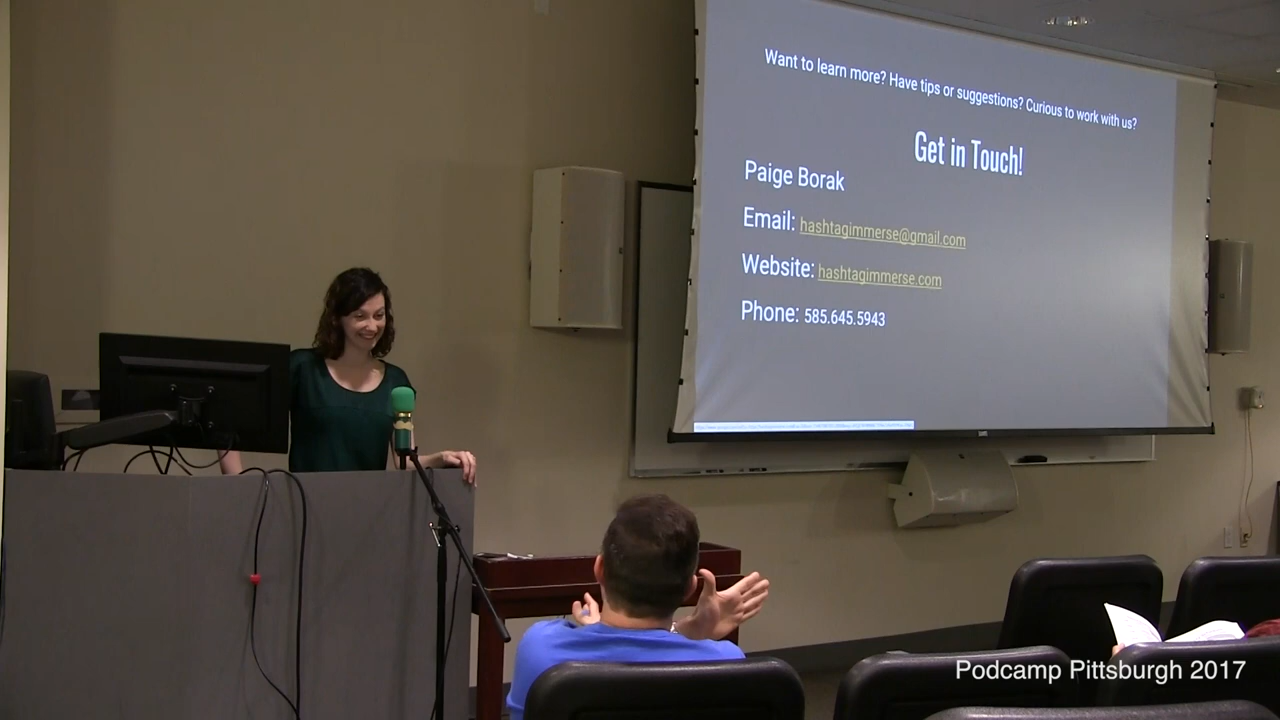 Want to learn more? Have tips or suggestions? Curious to work with us?
Get in Touch!
Paige Borak
Email: hashtagimmerse@gmail.com
Website: hashtagimmerse.com
Phone: 585.645.5943
Podcamp Pittsburgh 2017